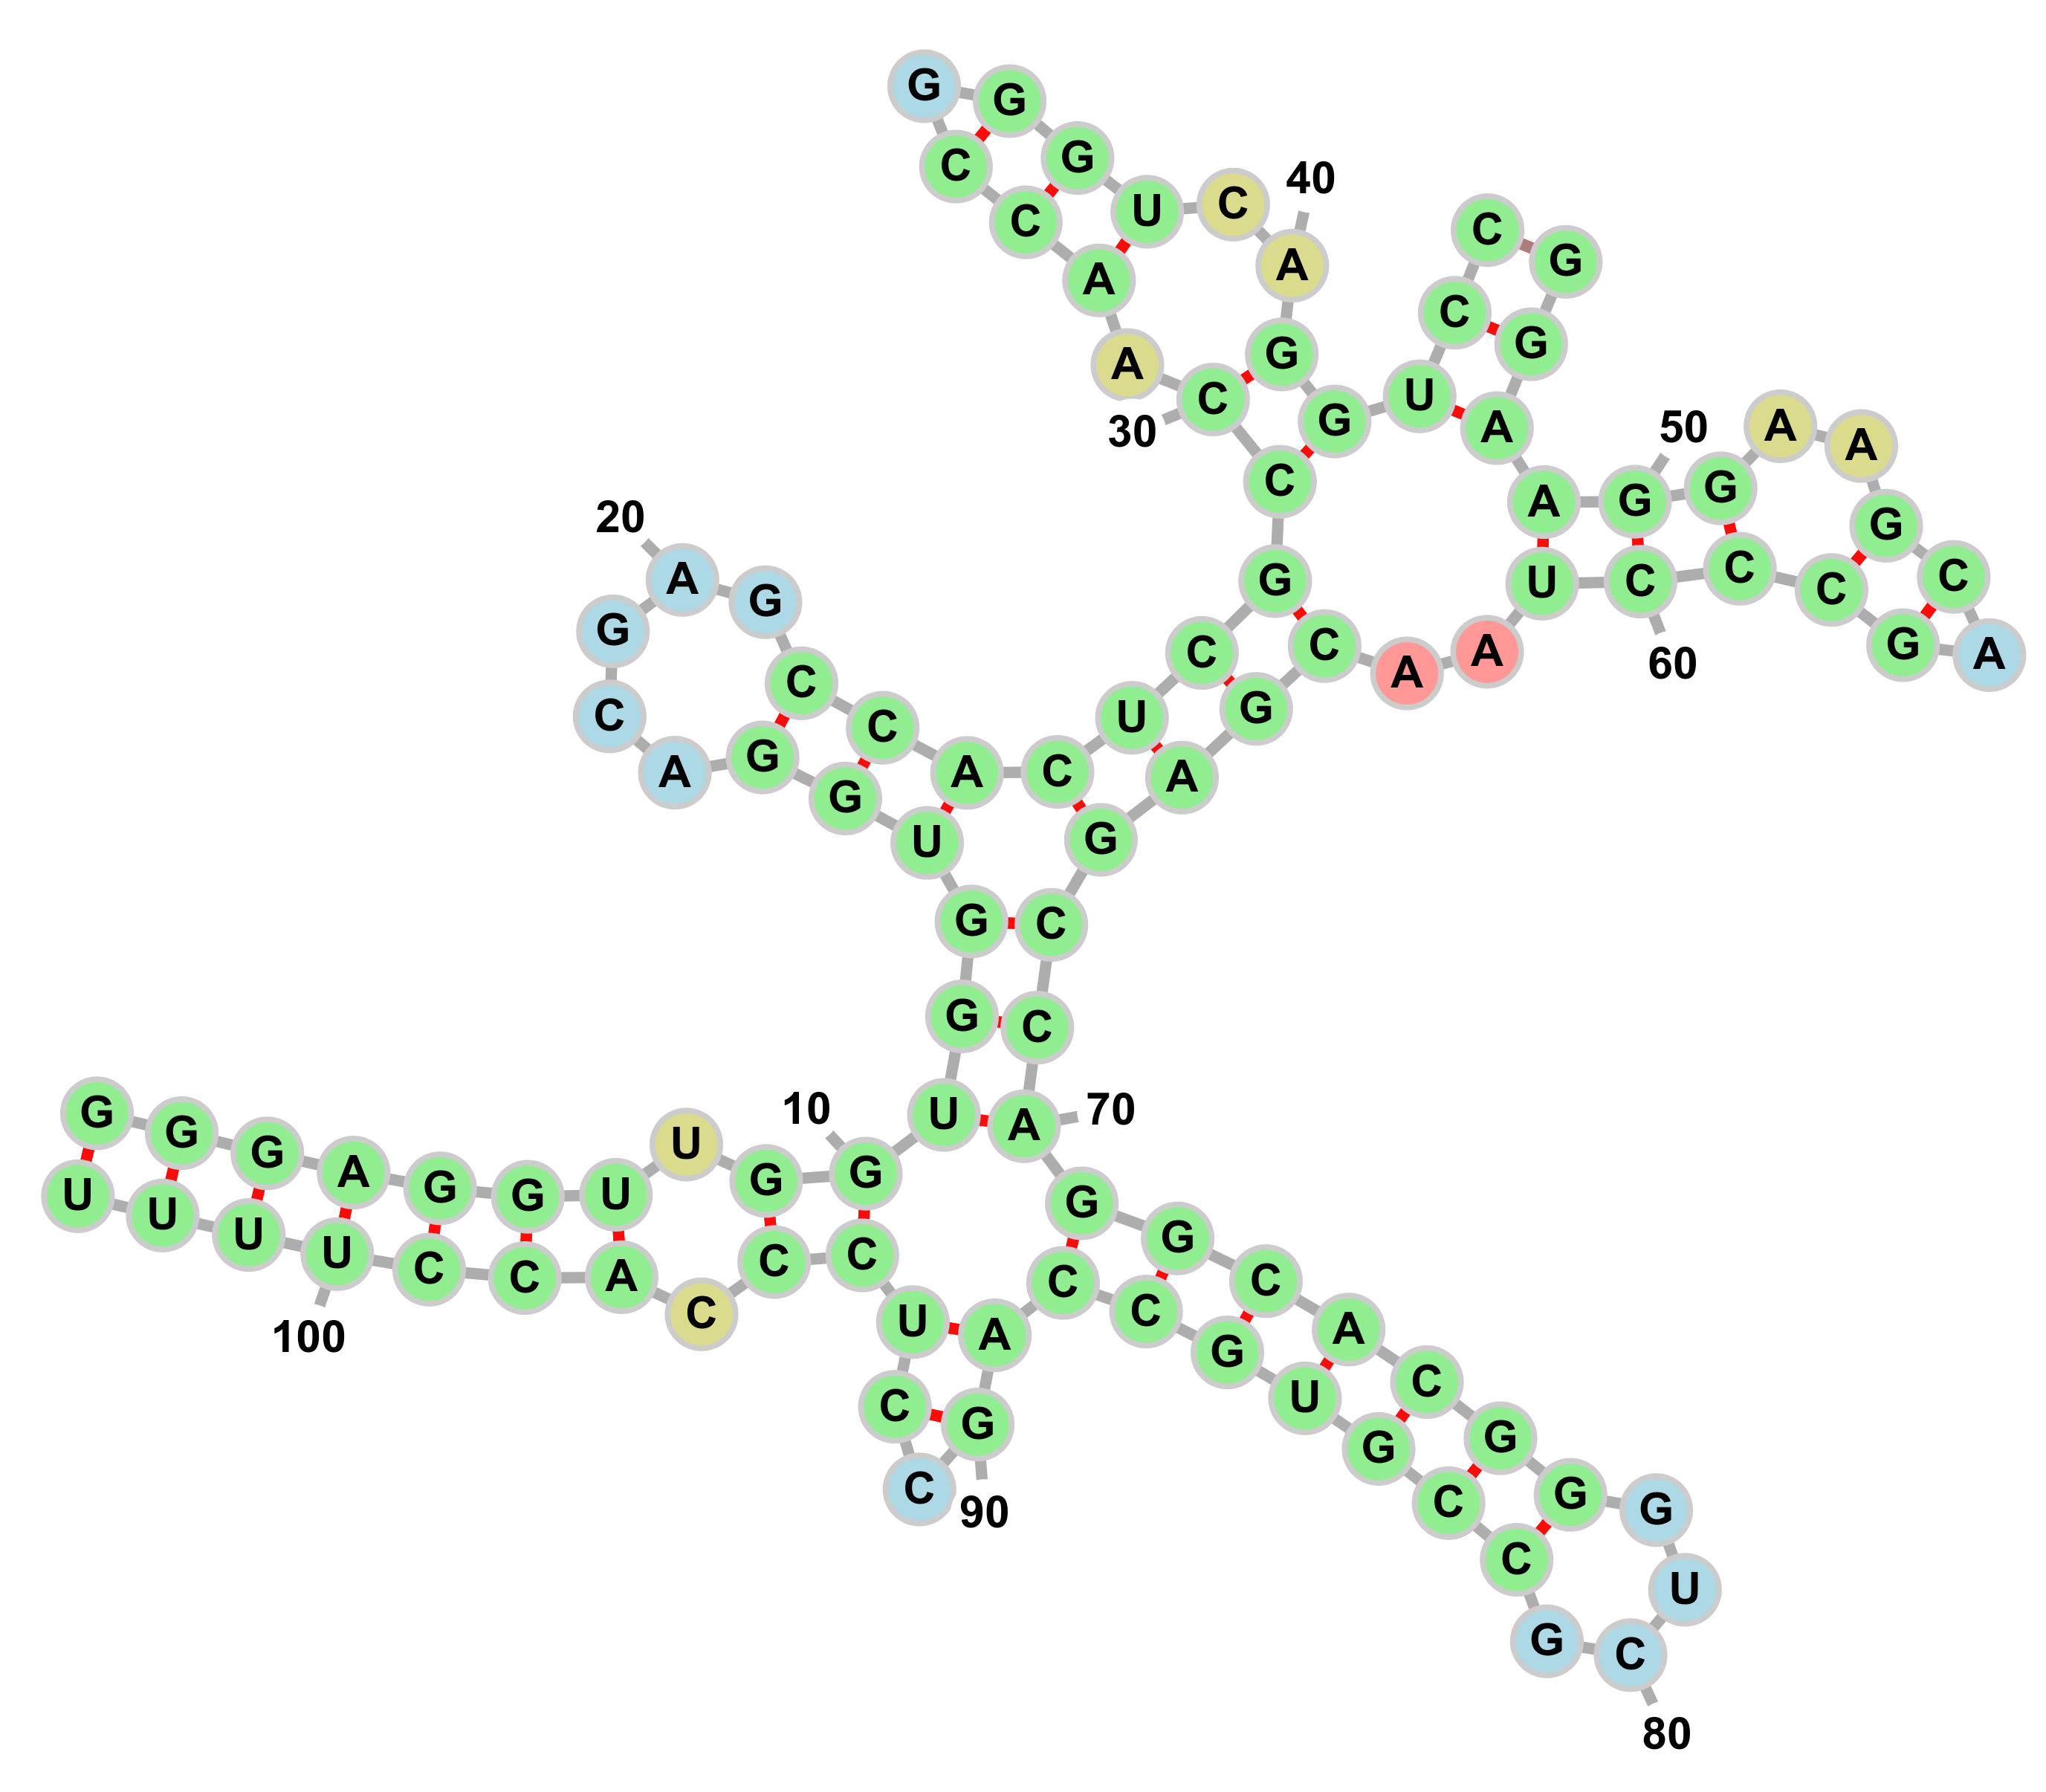 G G G A G G U U G G
10
U G G U G G A C G A
20
G C C A C U C G C C
30
A A C C G G G U C A
40
G G U C C G G A A G
50
G A A G C A G C C C
60
U A A C G A G C C A
70
G G C A C G G G U C
80
G C C G U G C C A G
90
C C U C C C A C C U
100
U U U